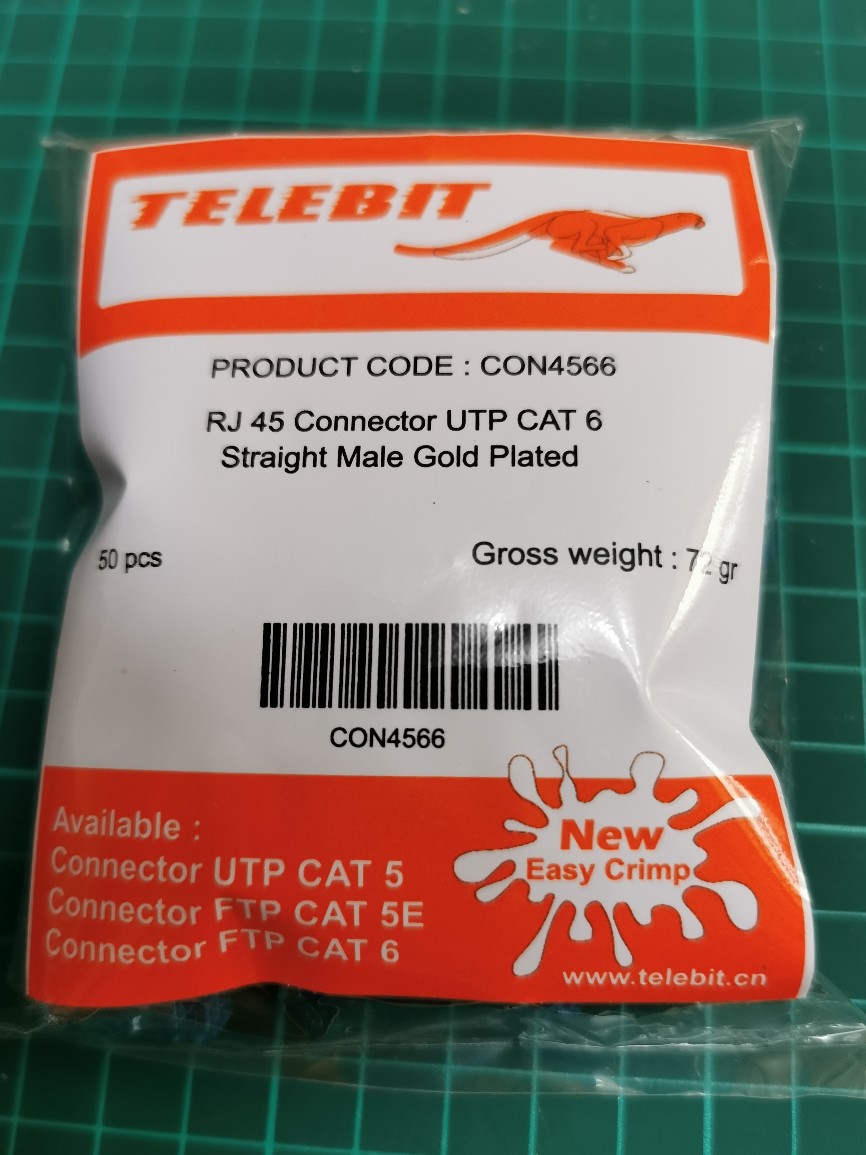 TELEBIT
PRODUCT CODE : CON4566
RJ 45 Connector UTP CAT 6
Straight Male Gold Plated
50 pcs
Gross weight : 72 gr
CON4566
Available :
Connector UTP CAT 5
Connector FTP CAT 5E
Connector FTP CAT 6
New
Easy Crimp
www.telebit.cn